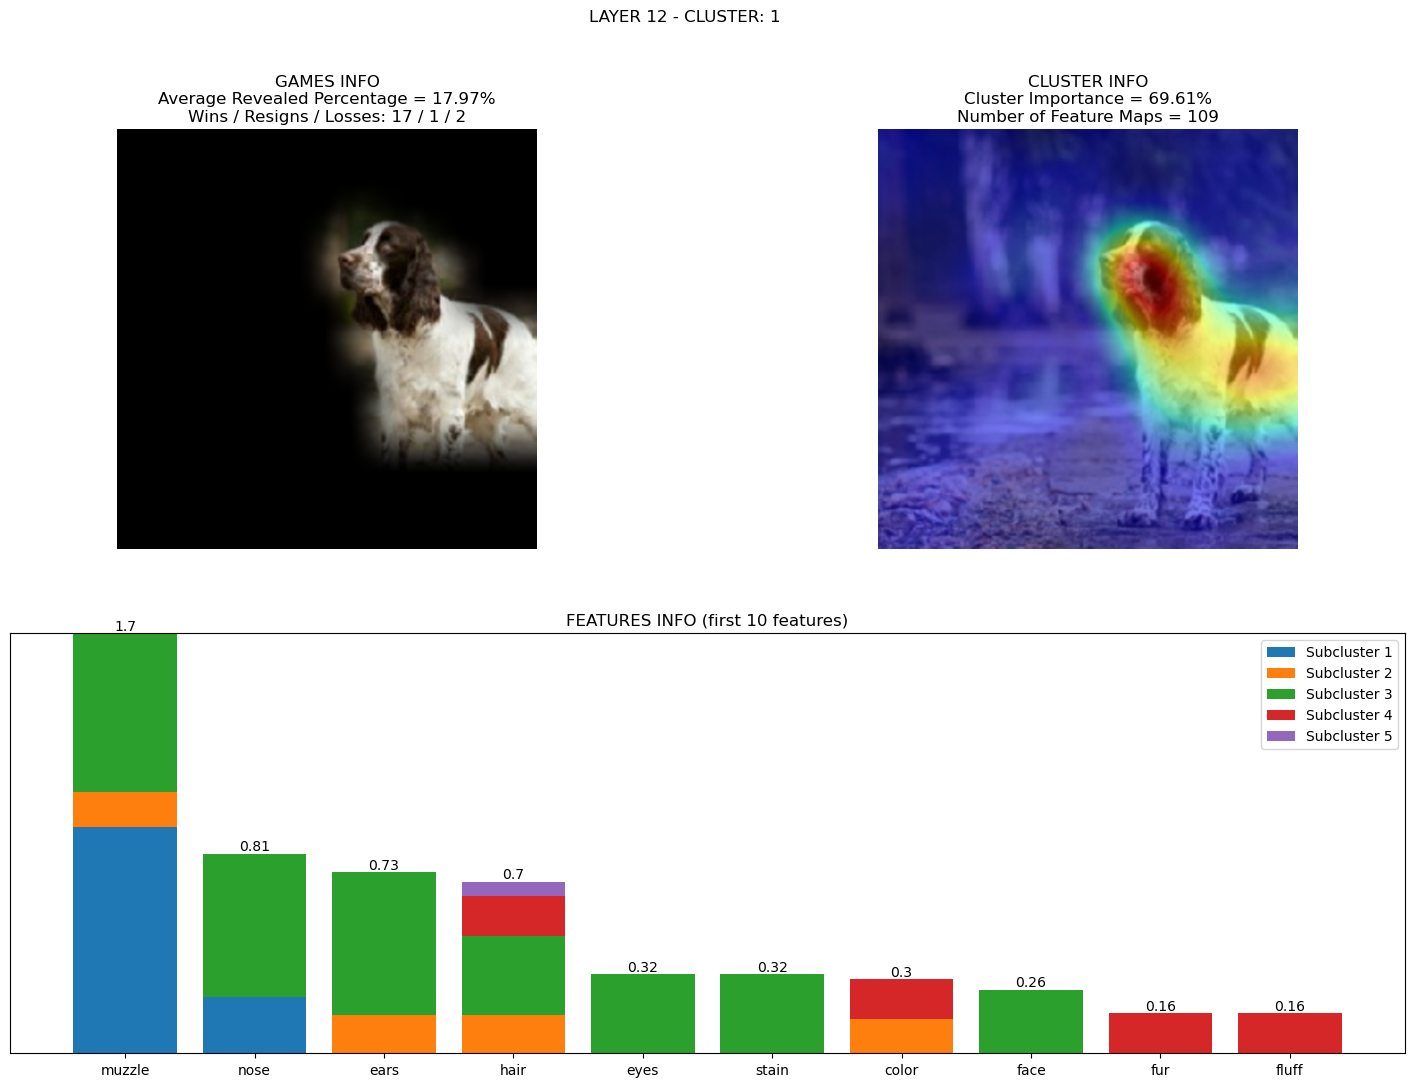 LAYER 12 - CLUSTER: 1
GAMES INFO
Average Revealed Percentage = 17.97%
Wins / Resigns / Losses: 17 / 1 / 2
CLUSTER INFO
Cluster Importance = 69.61%
Number of Feature Maps = 109
FEATURES INFO (first 10 features)
1.7
0.81
0.73
0.7
0.32
0.32
0.3
0.26
0.16
0.16
Subcluster 1
Subcluster 2
Subcluster 3
Subcluster 4
Subcluster 5
muzzle nose ears hair eyes stain color face fur fluff